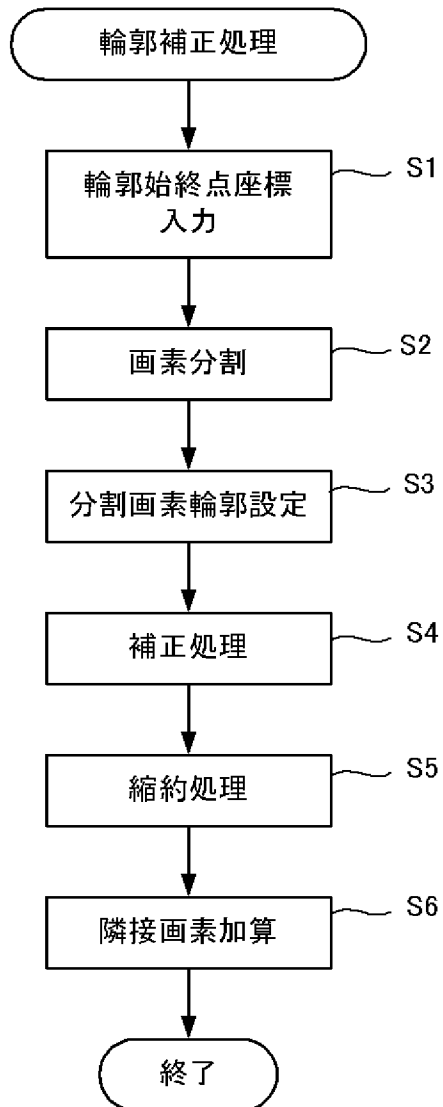 輪郭補正処理
輪郭始終点座標
入力
S1
画素分割
S2
分割画素輪郭設定
S3
補正処理
S4
縮約処理
S5
隣接画素加算
S6
終了